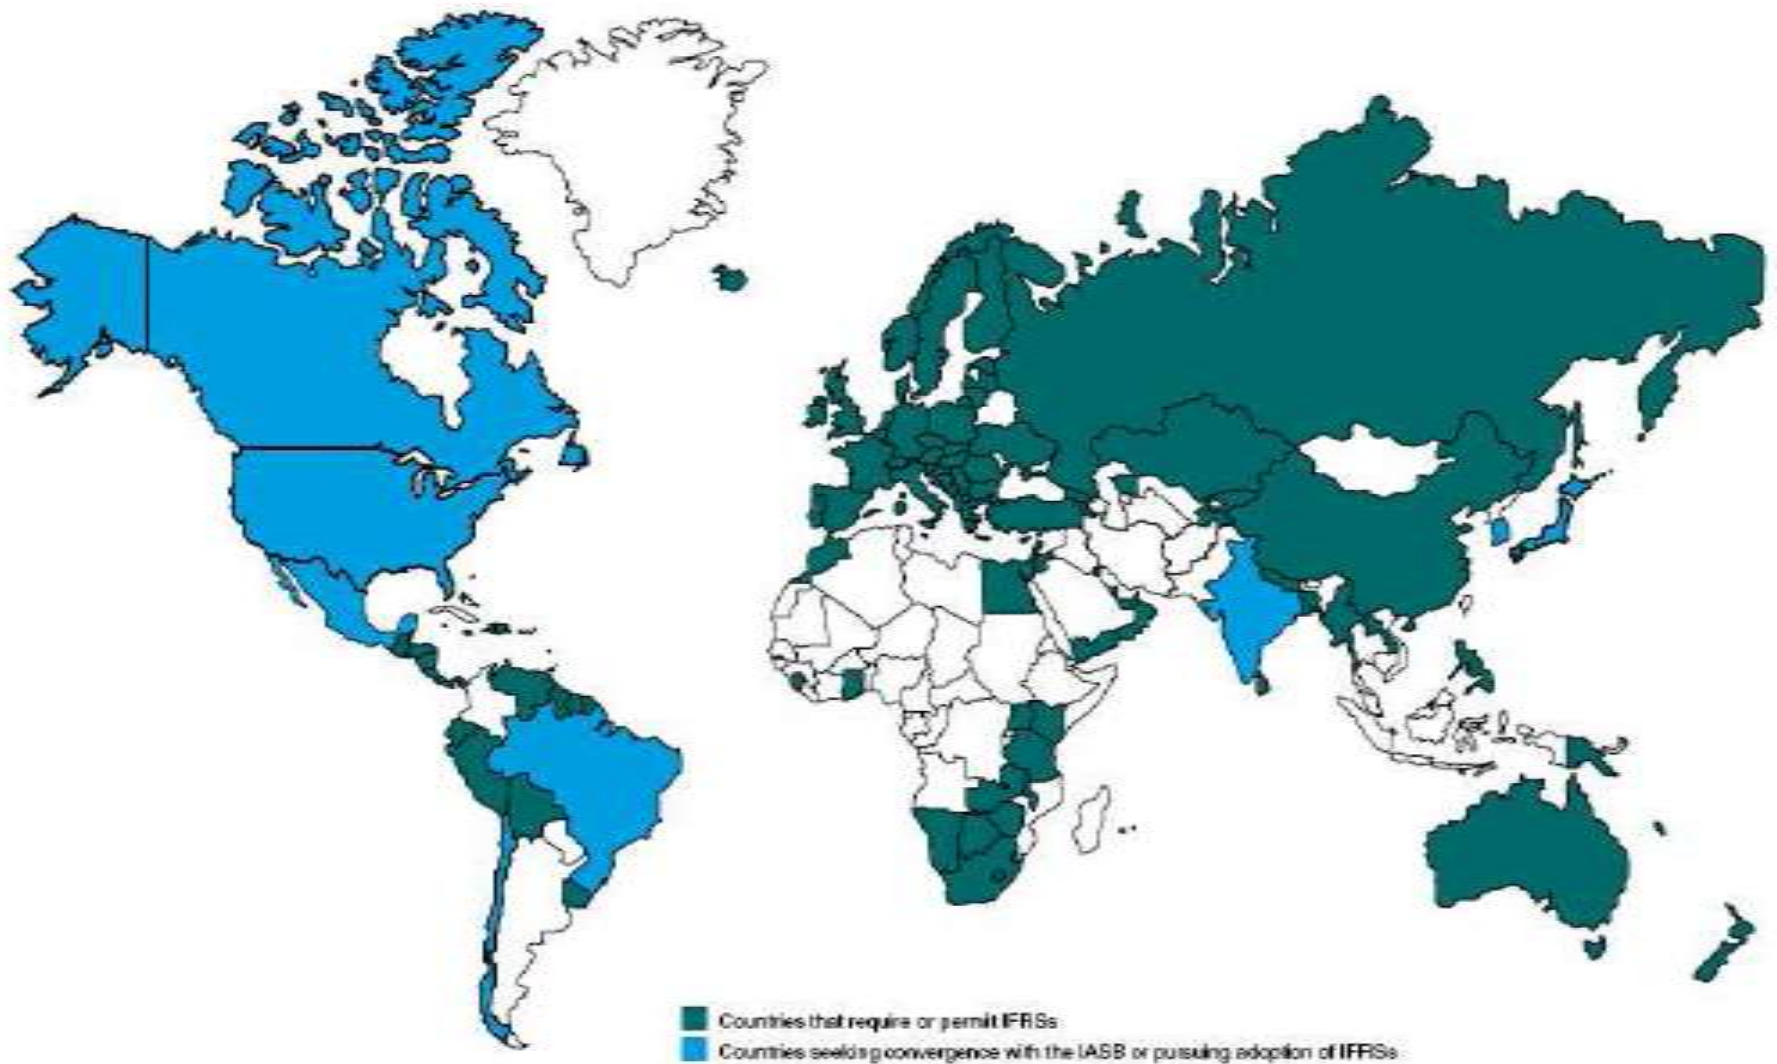 Countries that require or permit IFRSs
Countries seeking convergence with the IASB or pursuing adoption of IFRSs